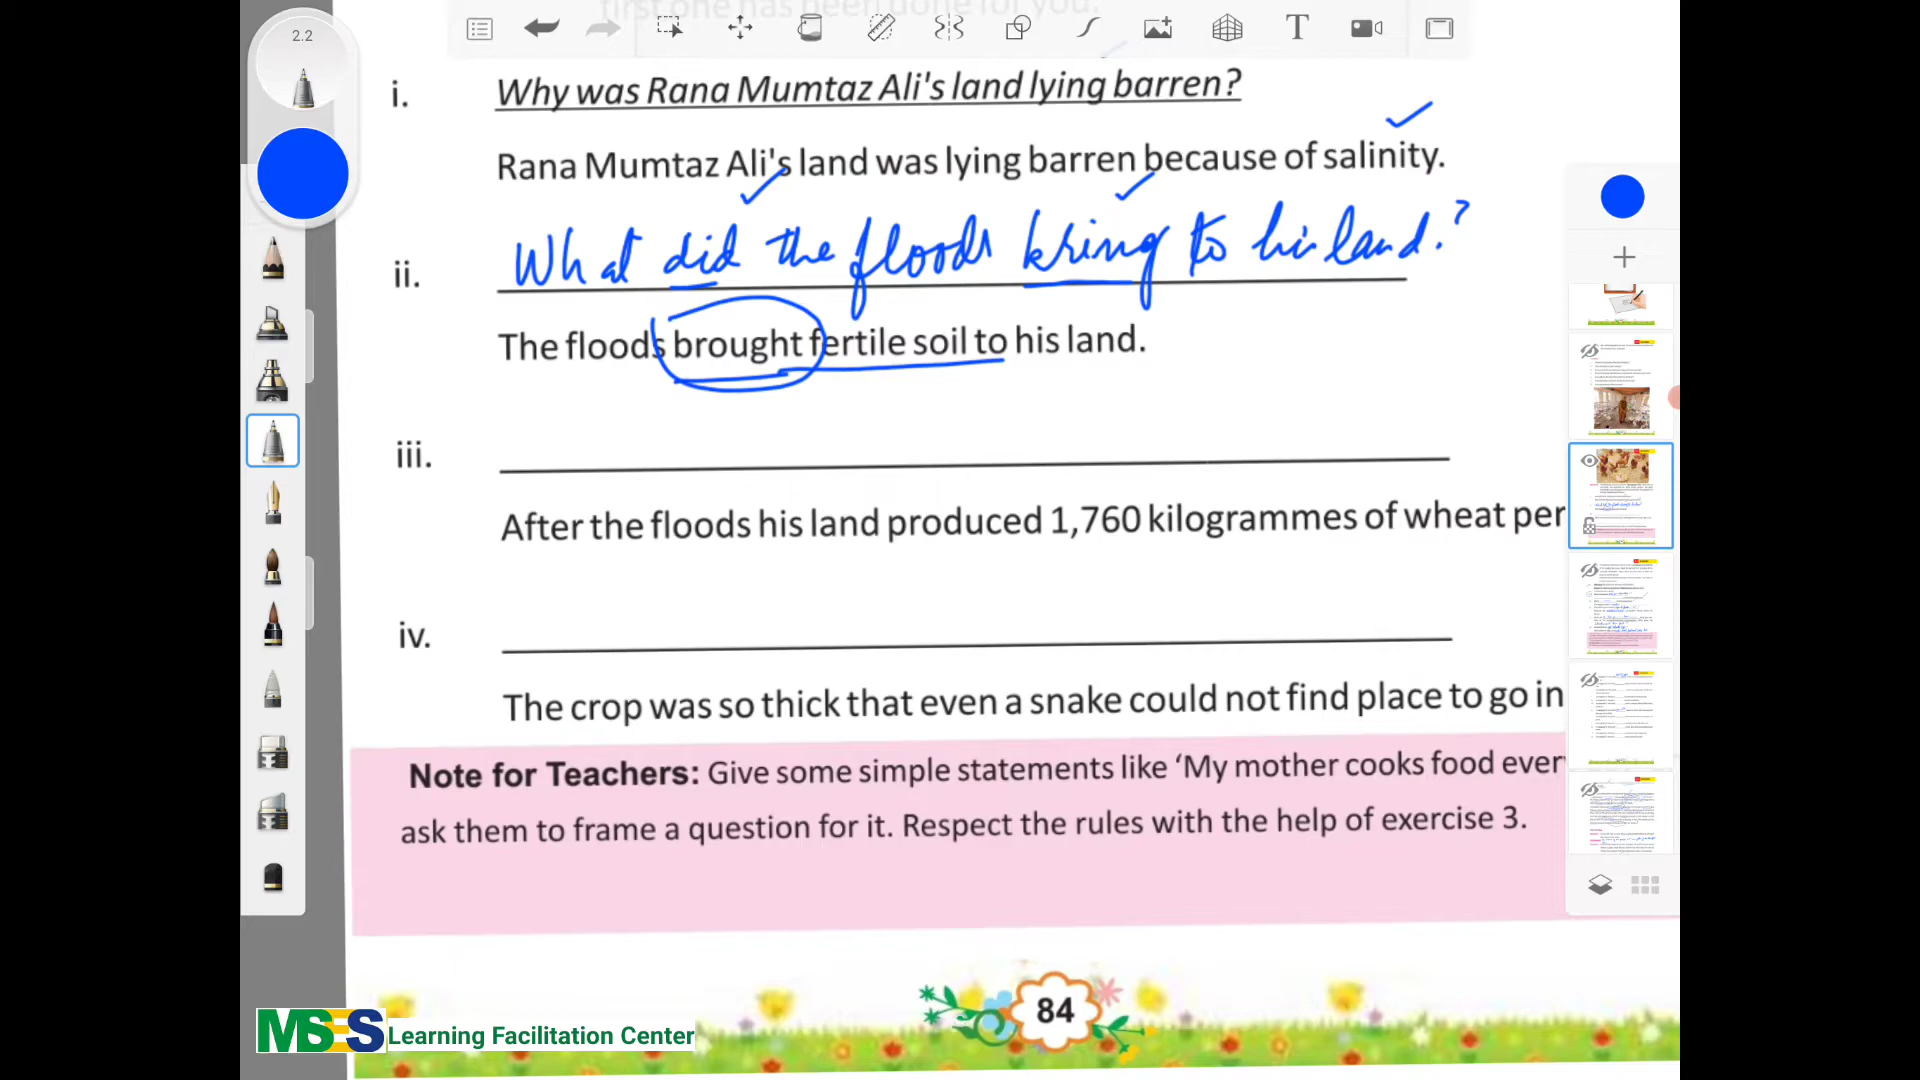 first one has been done for you.
2.2
i. Why was Rana Mumtaz Ali's land lying barren?
Rana Mumtaz Ali's land was lying barren because of salinity.
ii. What did the floods bring to his land.?
The floods brought fertile soil to his land.
iii.
After the floods his land produced 1,760 kilogrammes of wheat per
iv.
The crop was so thick that even a snake could not find place to go in
Note for Teachers: Give some simple statements like ‘My mother cooks food ever
ask them to frame a question for it. Respect the rules with the help of exercise 3.
84
MSES Learning Facilitation Center